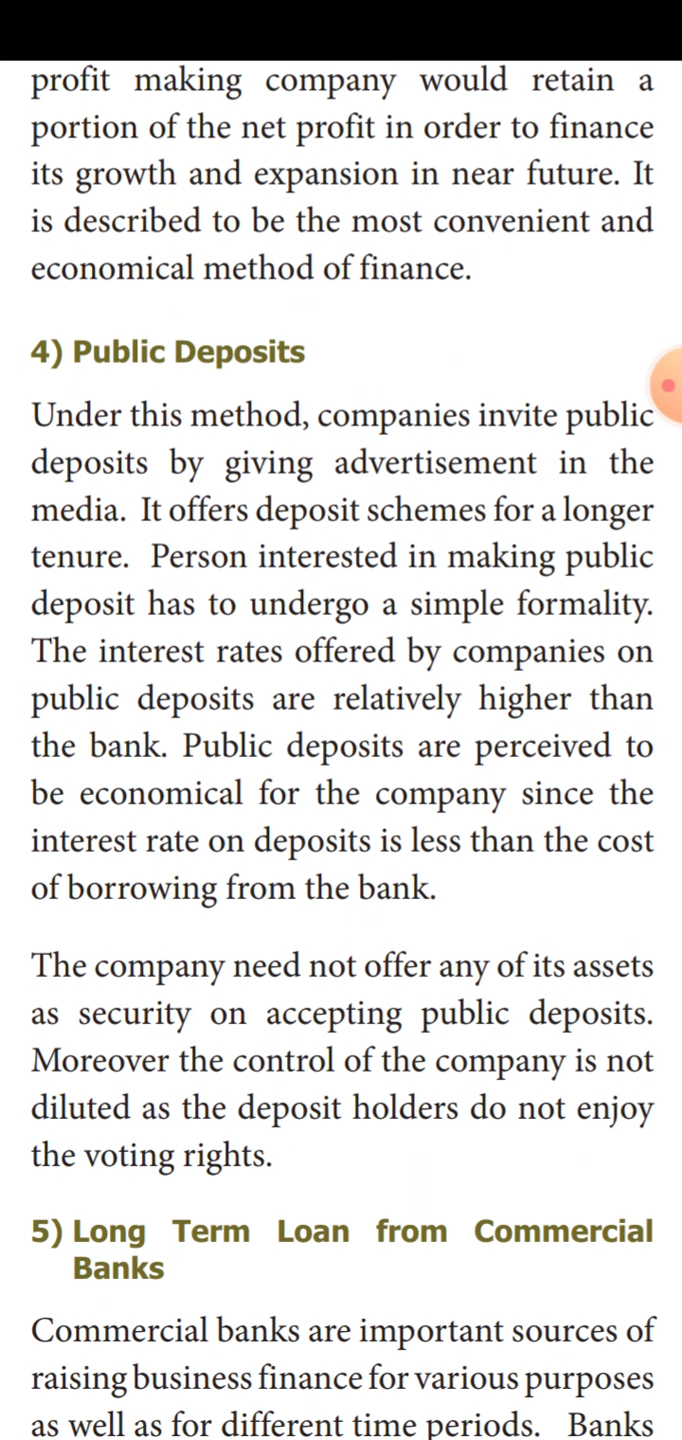 profit making company would retain a
portion of the net profit in order to finance
its growth and expansion in near future. It
is described to be the most convenient and
economical method of finance.
4) Public Deposits
Under this method, companies invite public
deposits by giving advertisement in the
media. It offers deposit schemes for a longer
tenure. Person interested in making public
deposit has to undergo a simple formality.
The interest rates offered by companies on
public deposits are relatively higher than
the bank. Public deposits are perceived to
be economical for the company since the
interest rate on deposits is less than the cost
of borrowing from the bank.
The company need not offer any of its assets
as security on accepting public deposits.
Moreover the control of the company is not
diluted as the deposit holders do not enjoy
the voting rights.
5) Long Term Loan from Commercial
Banks
Commercial banks are important sources of
raising business finance for various purposes
as well as for different time periods. Banks